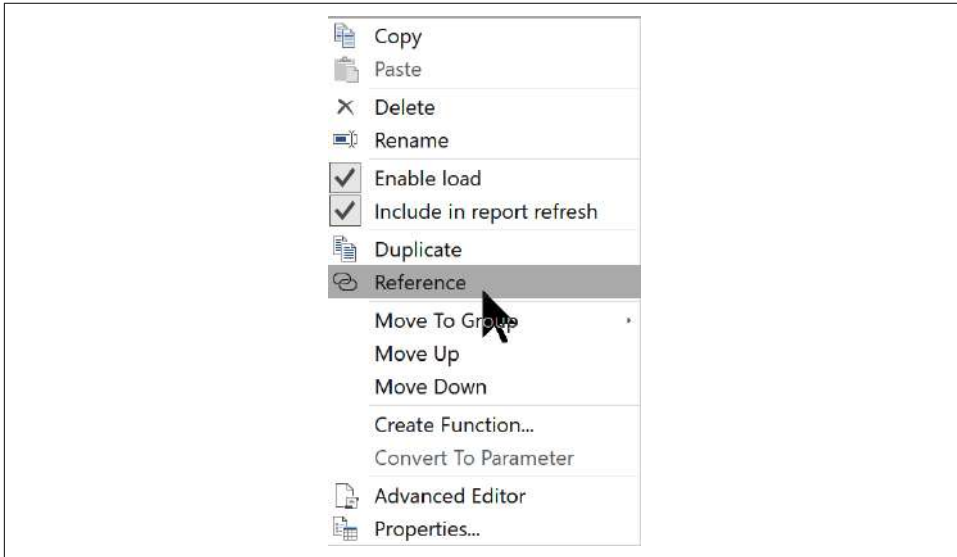 Copy
Paste
Delete
Rename
Enable load
Include in report refresh
Duplicate
Reference
Move To Group
Move Up
Move Down
Create Function...
Convert To Parameter
Advanced Editor
Properties...